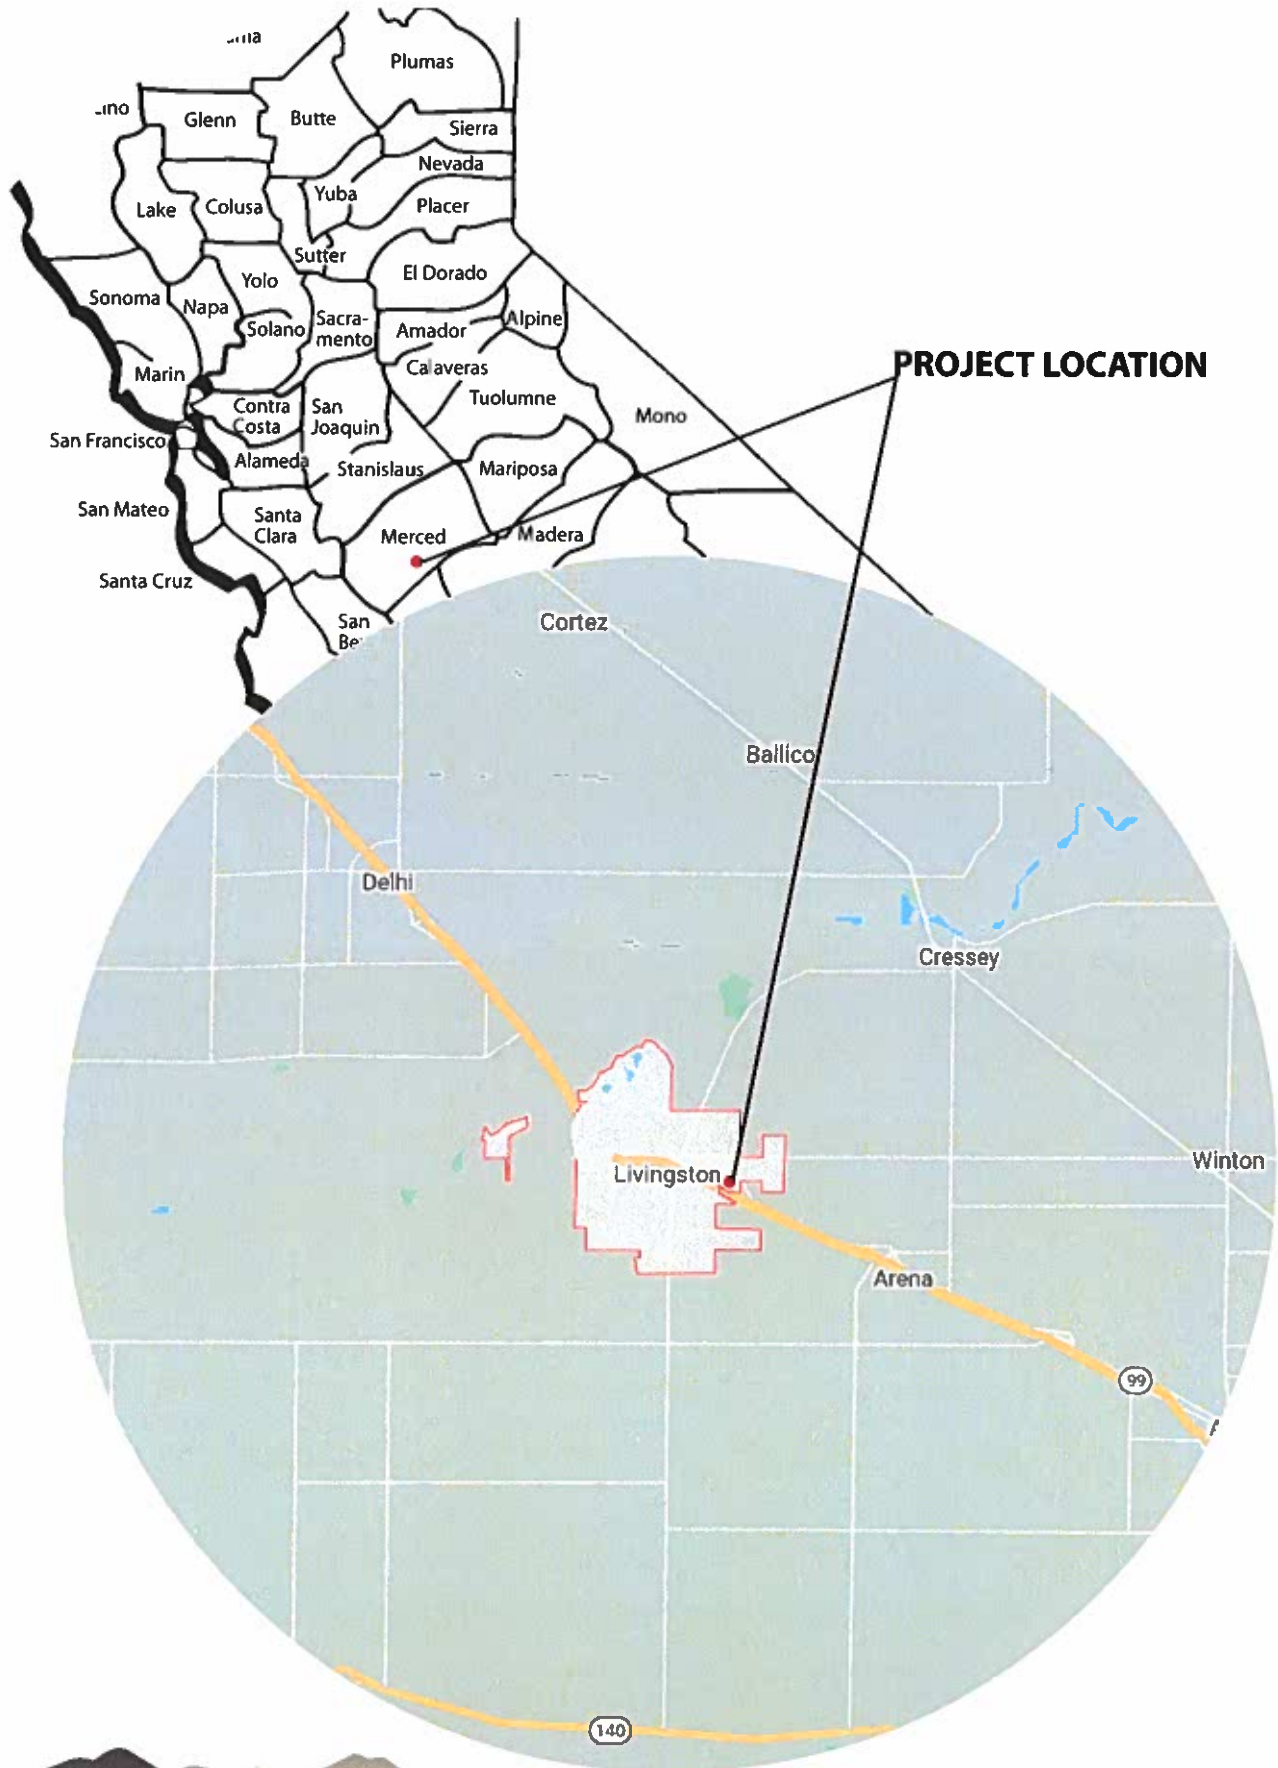 Plumas
Glenn
Butte
Sierra
Nevada
Yuba
Lake
Colusa
Placer
Sutter
El Dorado
Yolo
Sonoma
Napa
Solano
Sacra-
mento
Amador
Alpine
Marin
Calaveras
PROJECT LOCATION
Tuolumne
Contra
Costa
San
Joaquin
Mono
San Francisco
Alameda
Stanislaus
Mariposa
San Mateo
Santa
Clara
Merced
Madera
Santa Cruz
San
Be
Cortez
Ballico
Delhi
Cressey
Livingston
Winton
Arena
99
140